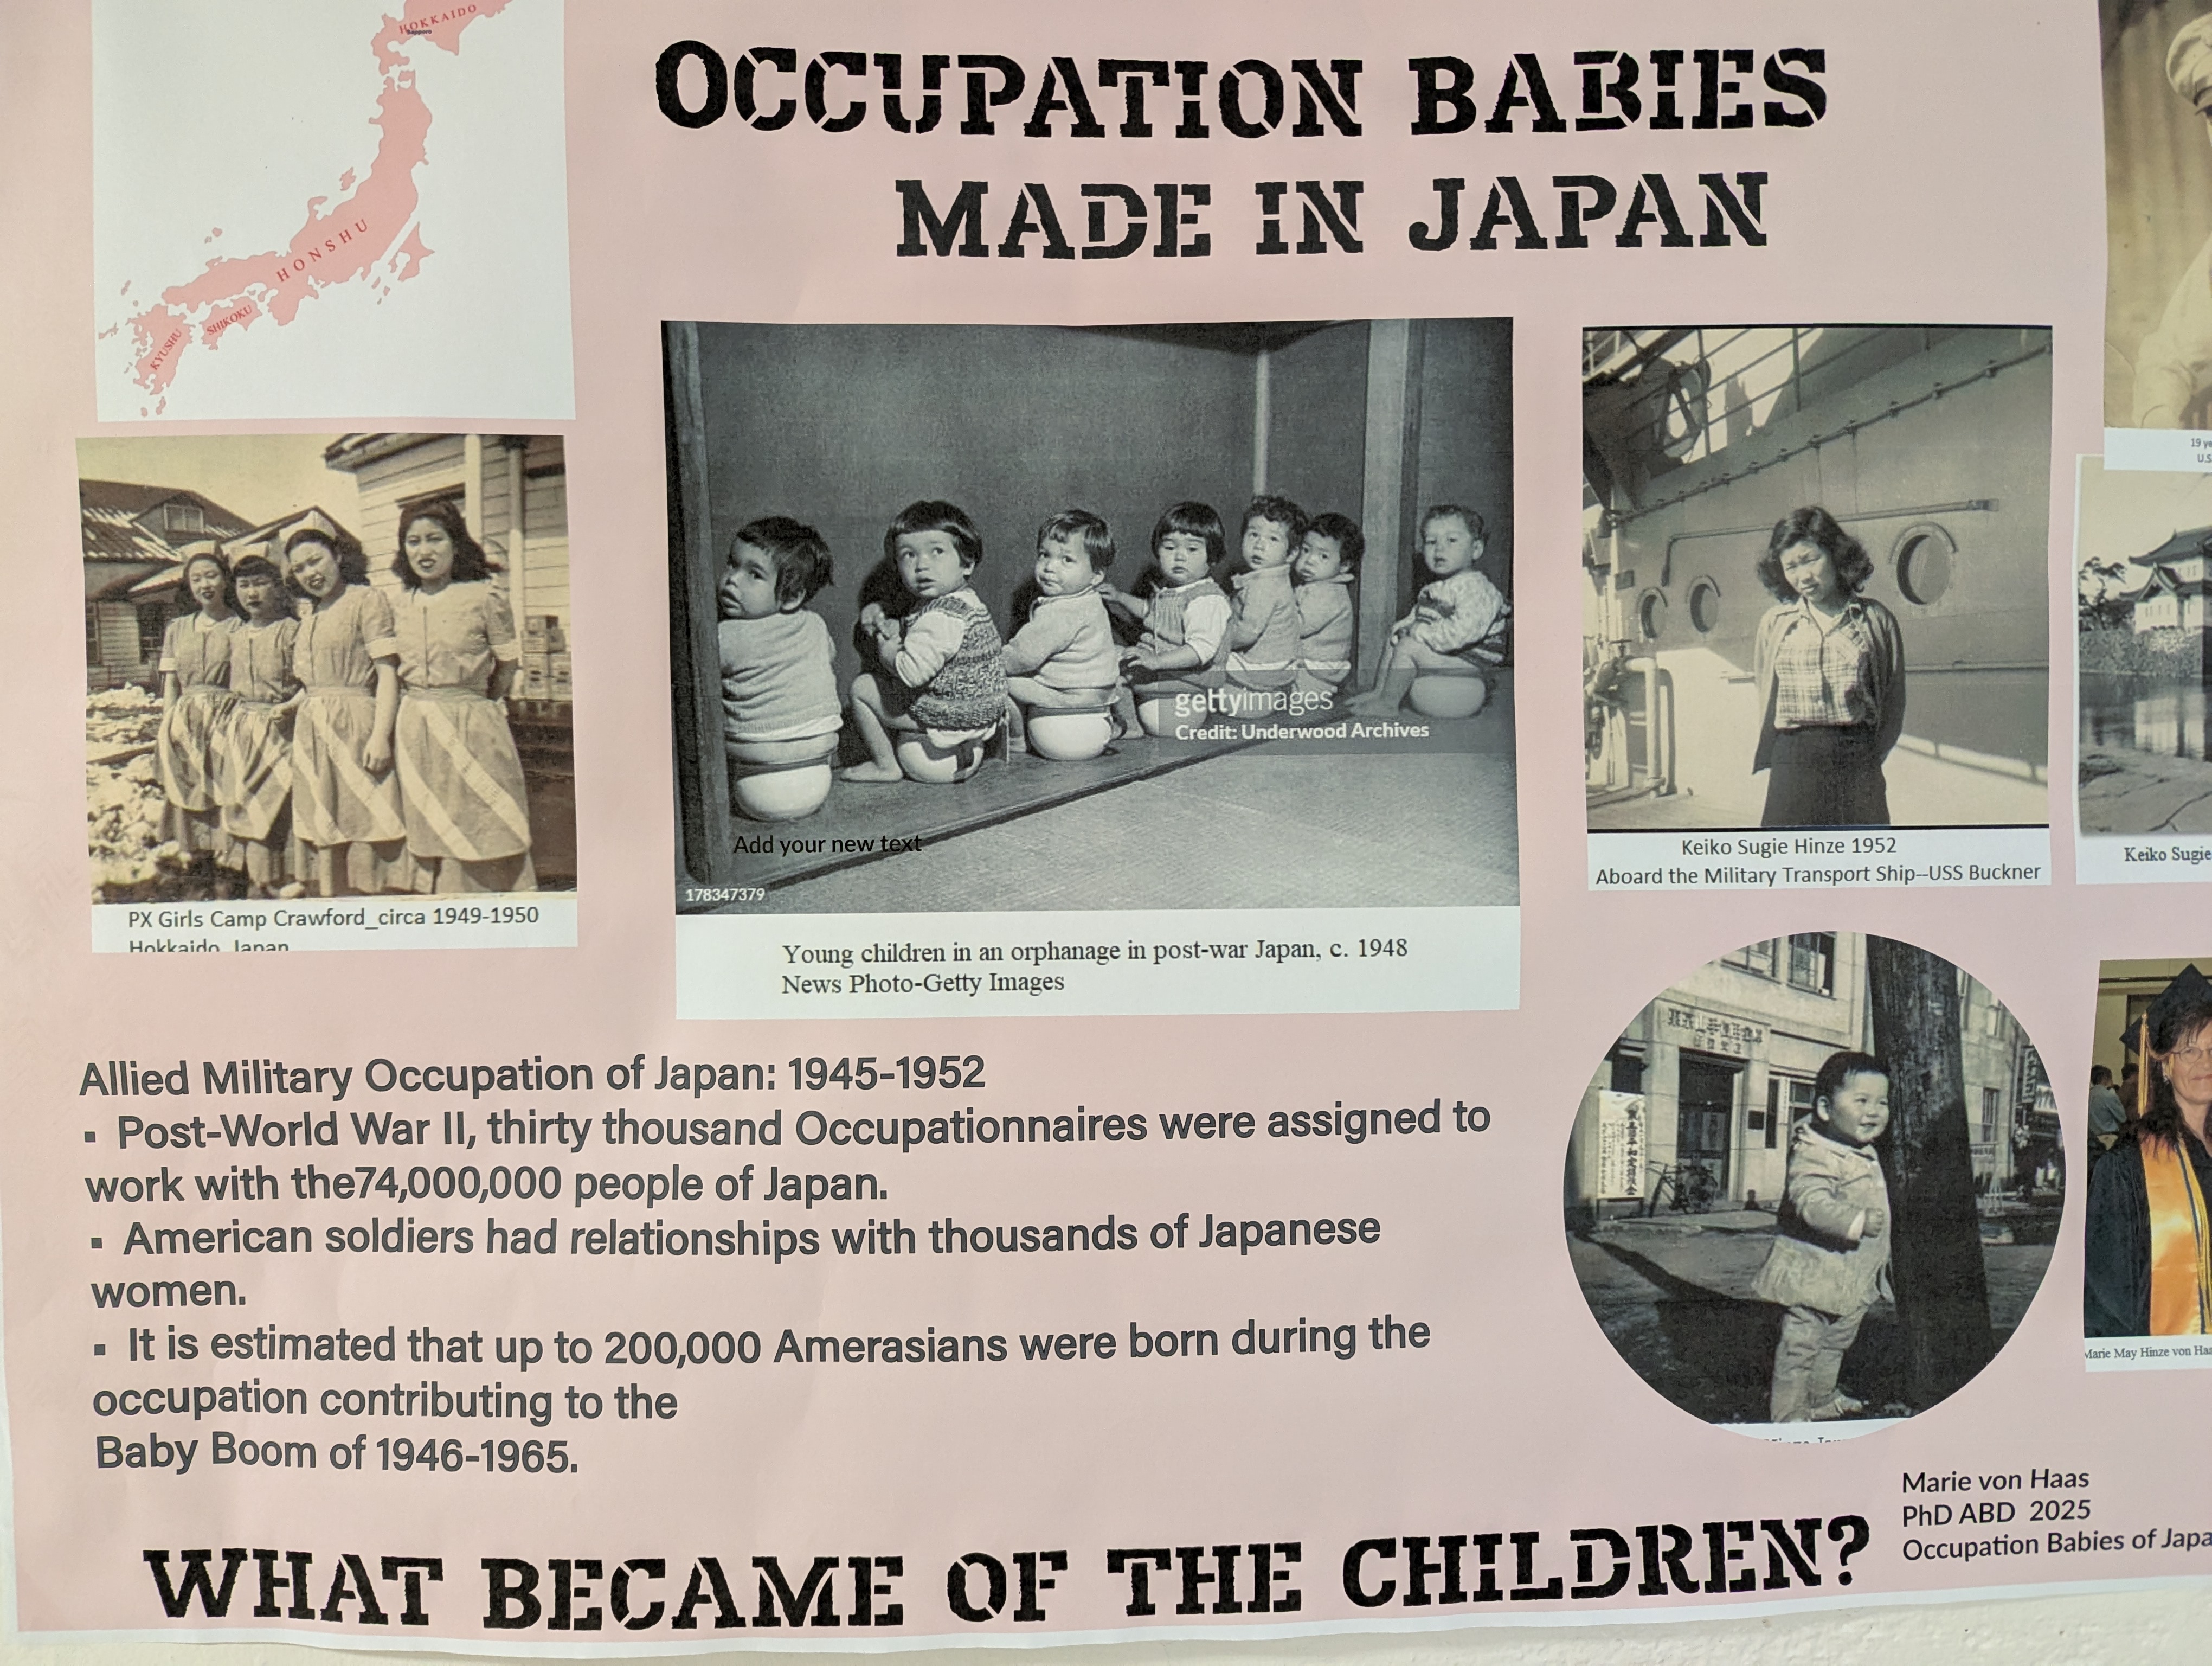 HOKKAIDO
Sapporo
HONSHU
SHIKOKU
KYUSHU
OCCUPATION BABIES
MADE IN JAPAN
gettyimages
Credit: Underwood Archives
Add your new text
178347379
PX Girls Camp Crawford_circa 1949-1950
Hokkaido, Japan
Young children in an orphanage in post-war Japan, c. 1948
News Photo-Getty Images
Keiko Sugie Hinze 1952
Aboard the Military Transport Ship--USS Buckner
19
U.S
Keiko Sugie
Allied Military Occupation of Japan: 1945-1952
▪ Post-World War II, thirty thousand Occupationnaires were assigned to
work with the74,000,000 people of Japan.
▪ American soldiers had relationships with thousands of Japanese
women.
▪ It is estimated that up to 200,000 Amerasians were born during the
occupation contributing to the
Baby Boom of 1946-1965.
Marie May Hinze von Haa
Marie von Haas
PhD ABD 2025
Occupation Babies of Japa
WHAT BECAME OF THE CHILDREN?